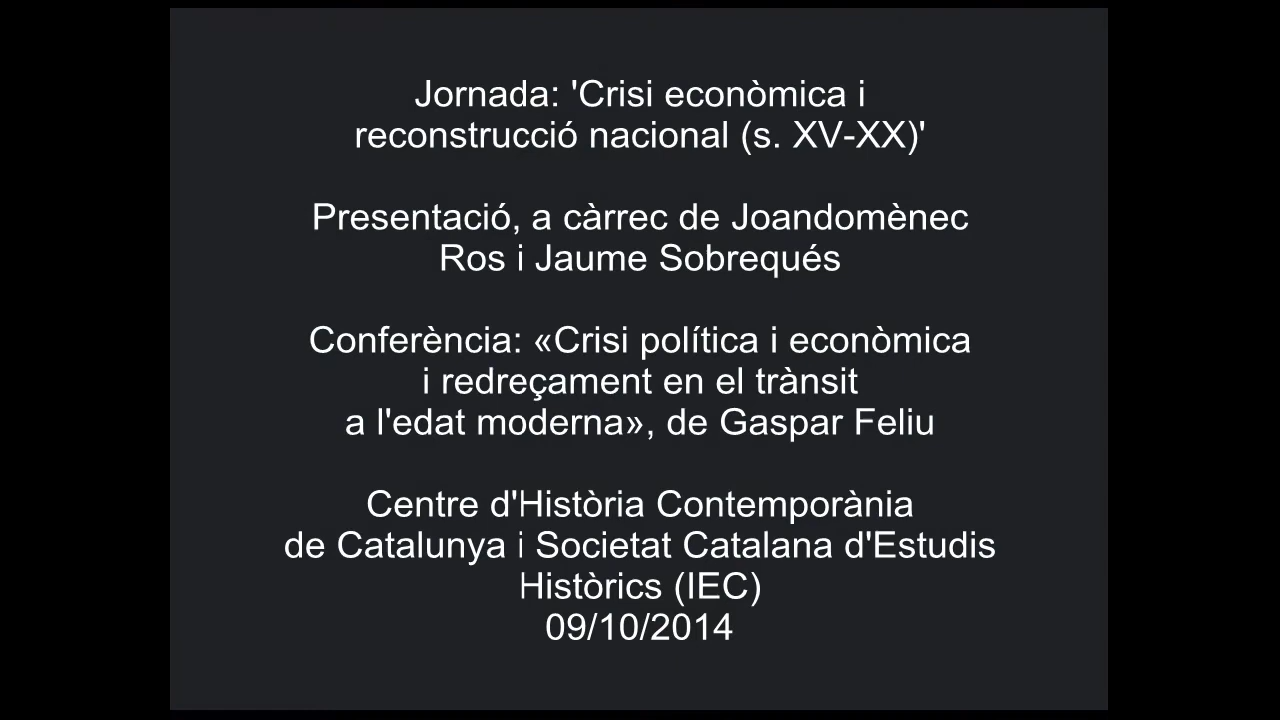 Jornada: 'Crisi econòmica i
reconstrucció nacional (s. XV-XX)'
Presentació, a càrrec de Joandomènec
Ros i Jaume Sobrequés
Conferència: «Crisi política i econòmica
i redreçament en el trànsit
a l'edat moderna», de Gaspar Feliu
Centre d'Història Contemporània
de Catalunya i Societat Catalana d'Estudis
Històrics (IEC)
09/10/2014